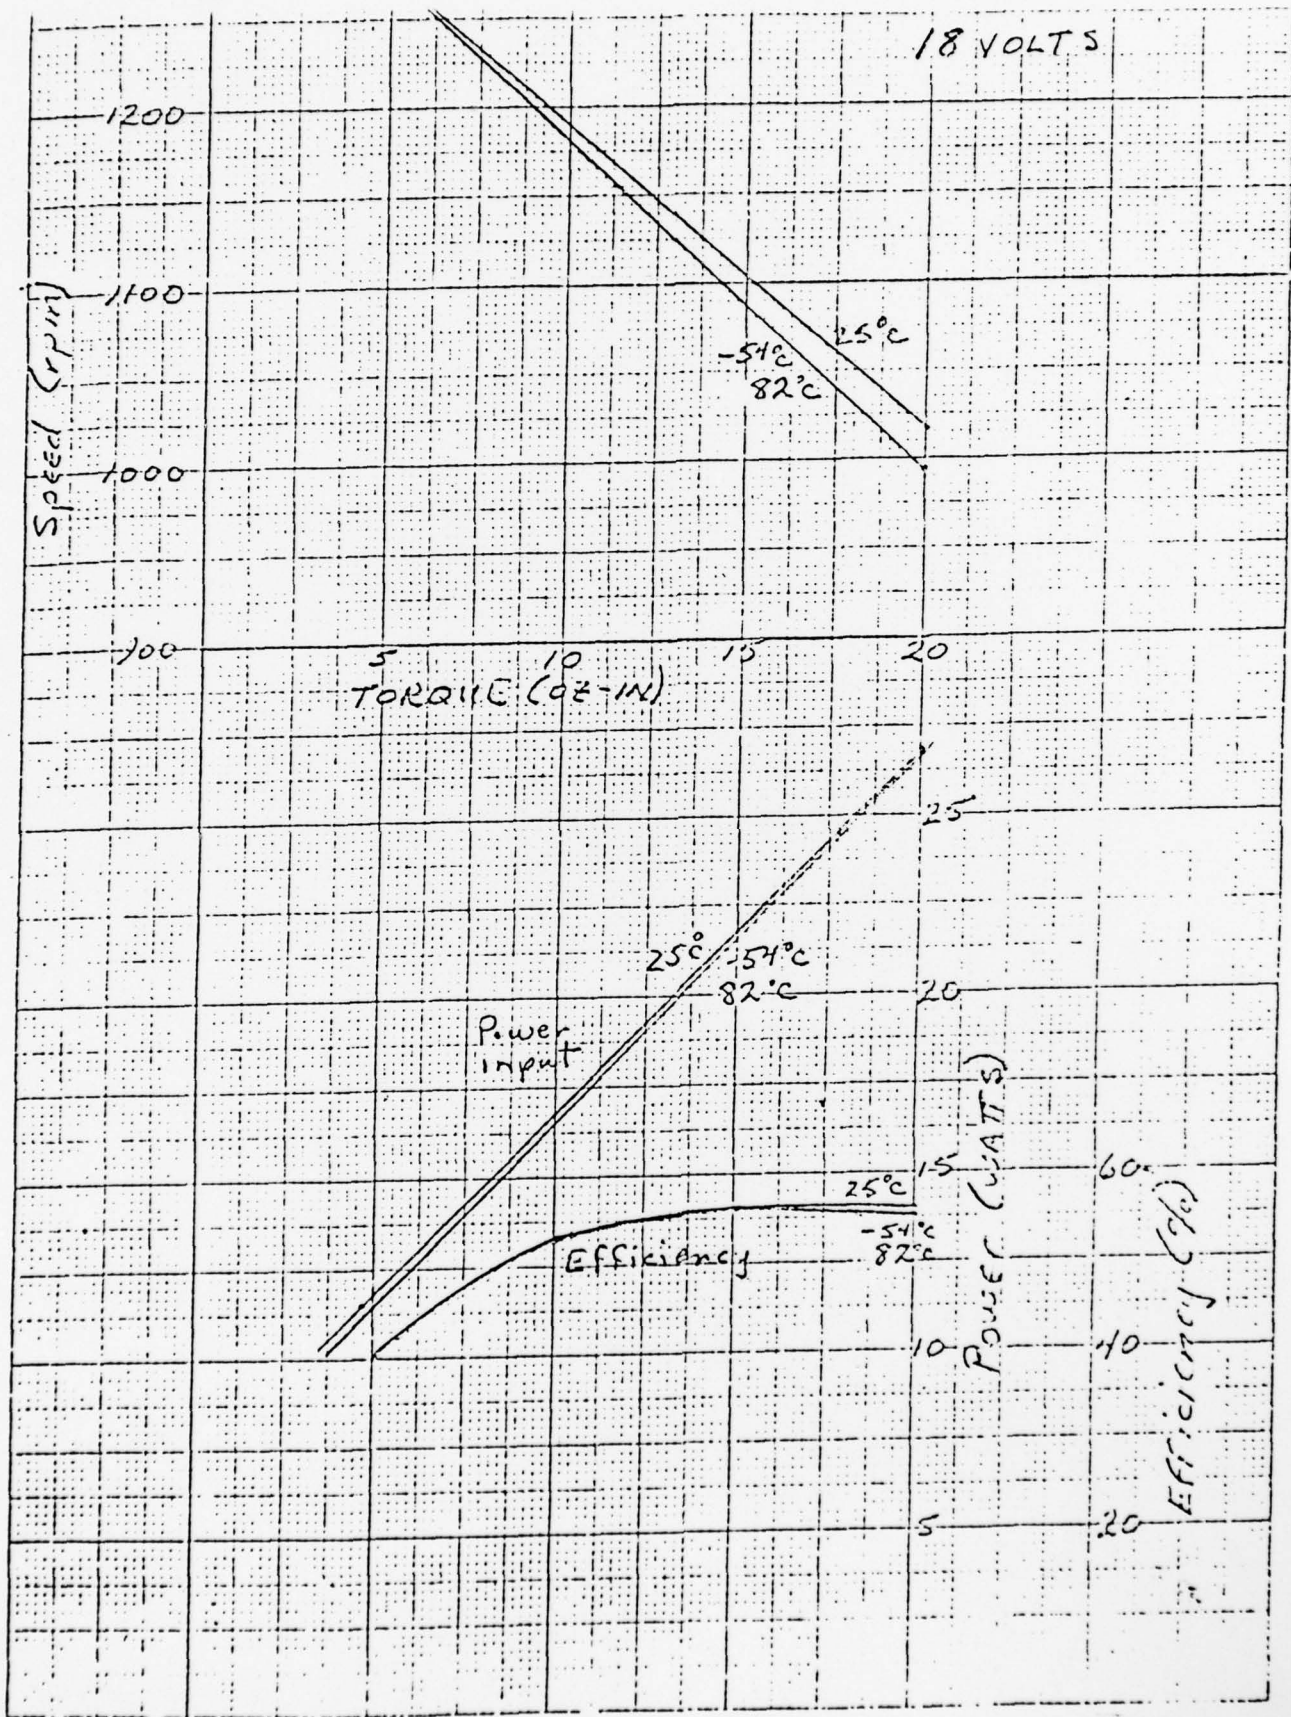 18 VOLTS
1200
1100
25°C
-54°C
82°C
Speed (rpm)
1000
900
5 10 15 20
TORQUE (OZ-IN)
25
25°C -54°C
82°C
20
Power
input
15 60
25°C
-54°C
82°C
Efficiency
Power (WATTS)
Efficiency (%)
10 40
5 20